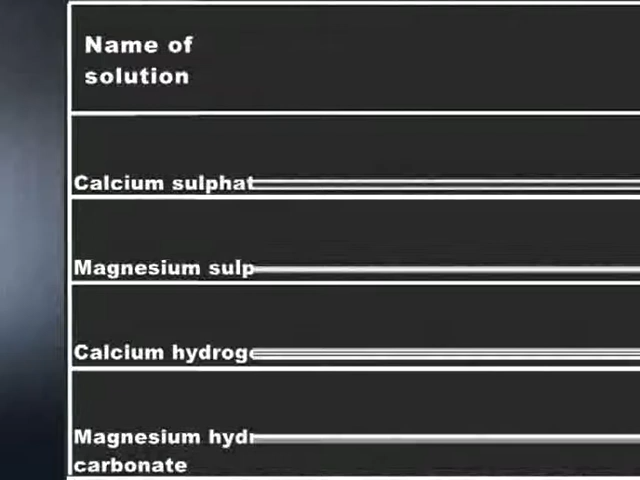 Name of
solution
Calcium sulphat
Magnesium sulp
Calcium hydrog
Magnesium hyd
carbonate